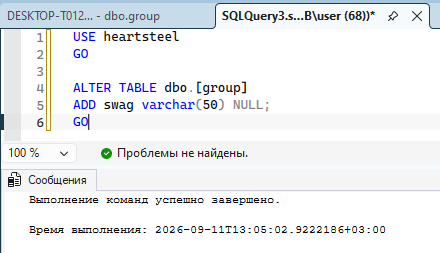 DESKTOP-T012... - dbo.group
SQLQuery3.s...B\user (68))*
1 USE heartsteel
2 GO
3
4 ALTER TABLE dbo.[group]
5 ADD swag varchar(50) NULL;
6 GO
100 %
Проблемы не найдены.
Сообщения
Выполнение команд успешно завершено.
Время выполнения: 2026-09-11T13:05:02.9222186+03:00